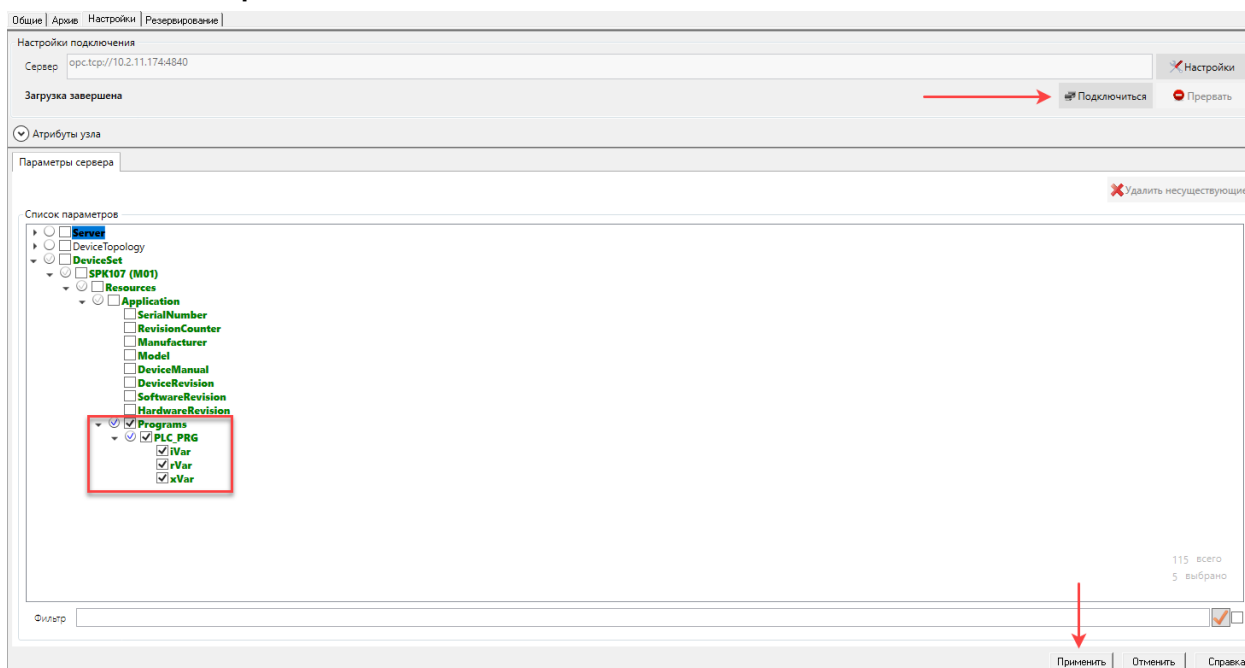 Общие Архив Настройки Резервирование
Настройки подключения
Сервер opc.tcp://10.2.11.174:4840 Настройки
Загрузка завершена Подключиться Прервать
Атрибуты узла
Параметры сервера
Удалить несуществующие
Список параметров
Server
DeviceTopology
DeviceSet
SPK107 (M01)
Resources
Application
SerialNumber
RevisionCounter
Manufacturer
Model
DeviceManual
DeviceRevision
SoftwareRevision
HardwareRevision
Programs
PLC_PRG
iVar
rVar
xVar
115 всего
5 выбрано
Фильтр
Применить Отменить Справка